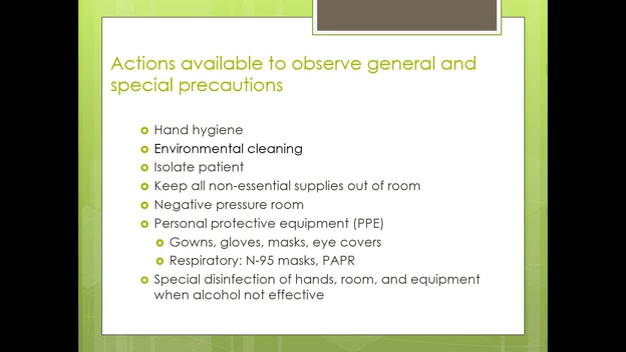 Actions available to observe general and
special precautions
Hand hygiene
Environmental cleaning
Isolate patient
Keep all non-essential supplies out of room
Negative pressure room
Personal protective equipment (PPE)
Gowns, gloves, masks, eye covers
Respiratory: N-95 masks, PAPR
Special disinfection of hands, room, and equipment
when alcohol not effective